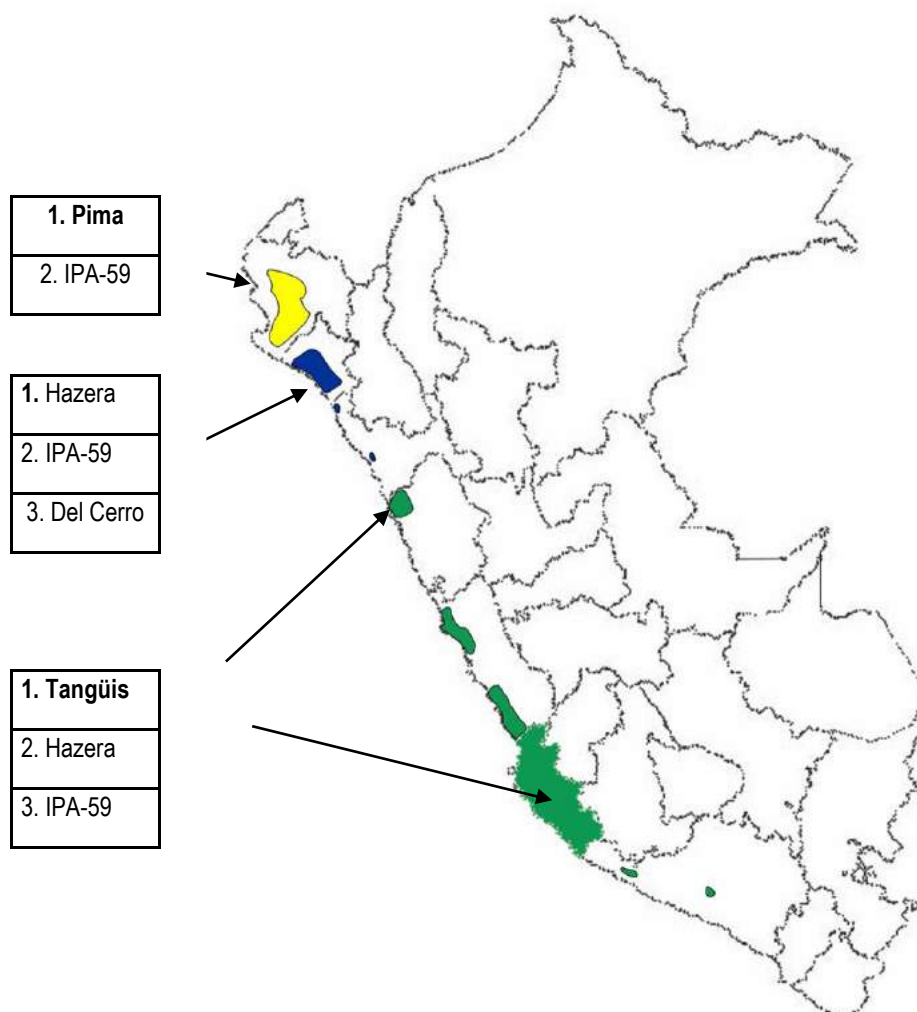 1. Pima
2. IPA-59
1. Hazera
2. IPA-59
3. Del Cerro
1. Tangüis
2. Hazera
3. IPA-59